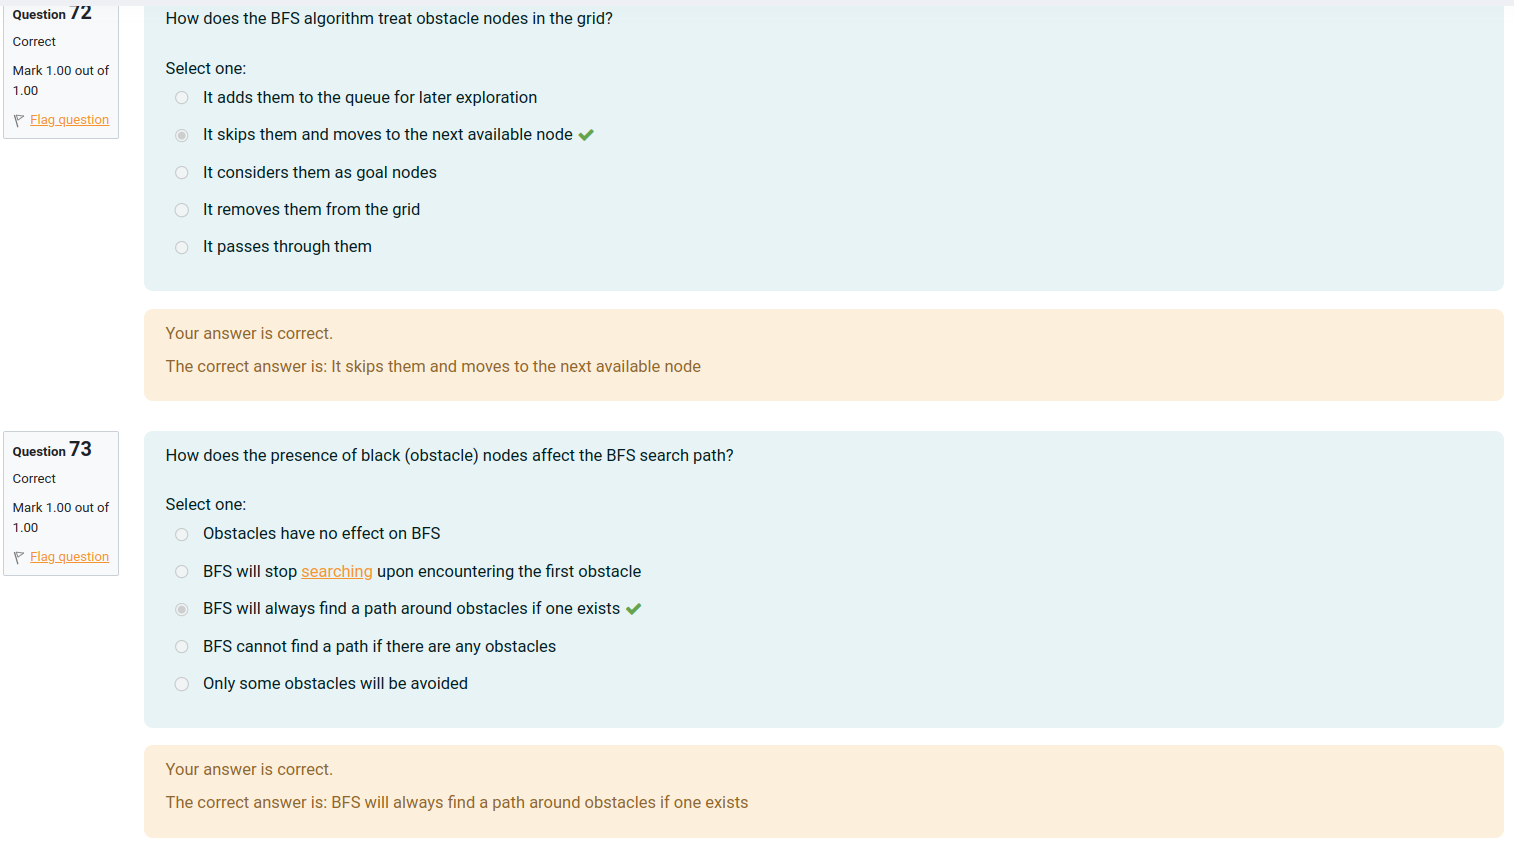 Question 72
Correct
Mark 1.00 out of
1.00
Flag question
How does the BFS algorithm treat obstacle nodes in the grid?
Select one:
It adds them to the queue for later exploration
It skips them and moves to the next available node
It considers them as goal nodes
It removes them from the grid
It passes through them
Your answer is correct.
The correct answer is: It skips them and moves to the next available node
Question 73
Correct
Mark 1.00 out of
1.00
Flag question
How does the presence of black (obstacle) nodes affect the BFS search path?
Select one:
Obstacles have no effect on BFS
BFS will stop searching upon encountering the first obstacle
BFS will always find a path around obstacles if one exists
BFS cannot find a path if there are any obstacles
Only some obstacles will be avoided
Your answer is correct.
The correct answer is: BFS will always find a path around obstacles if one exists